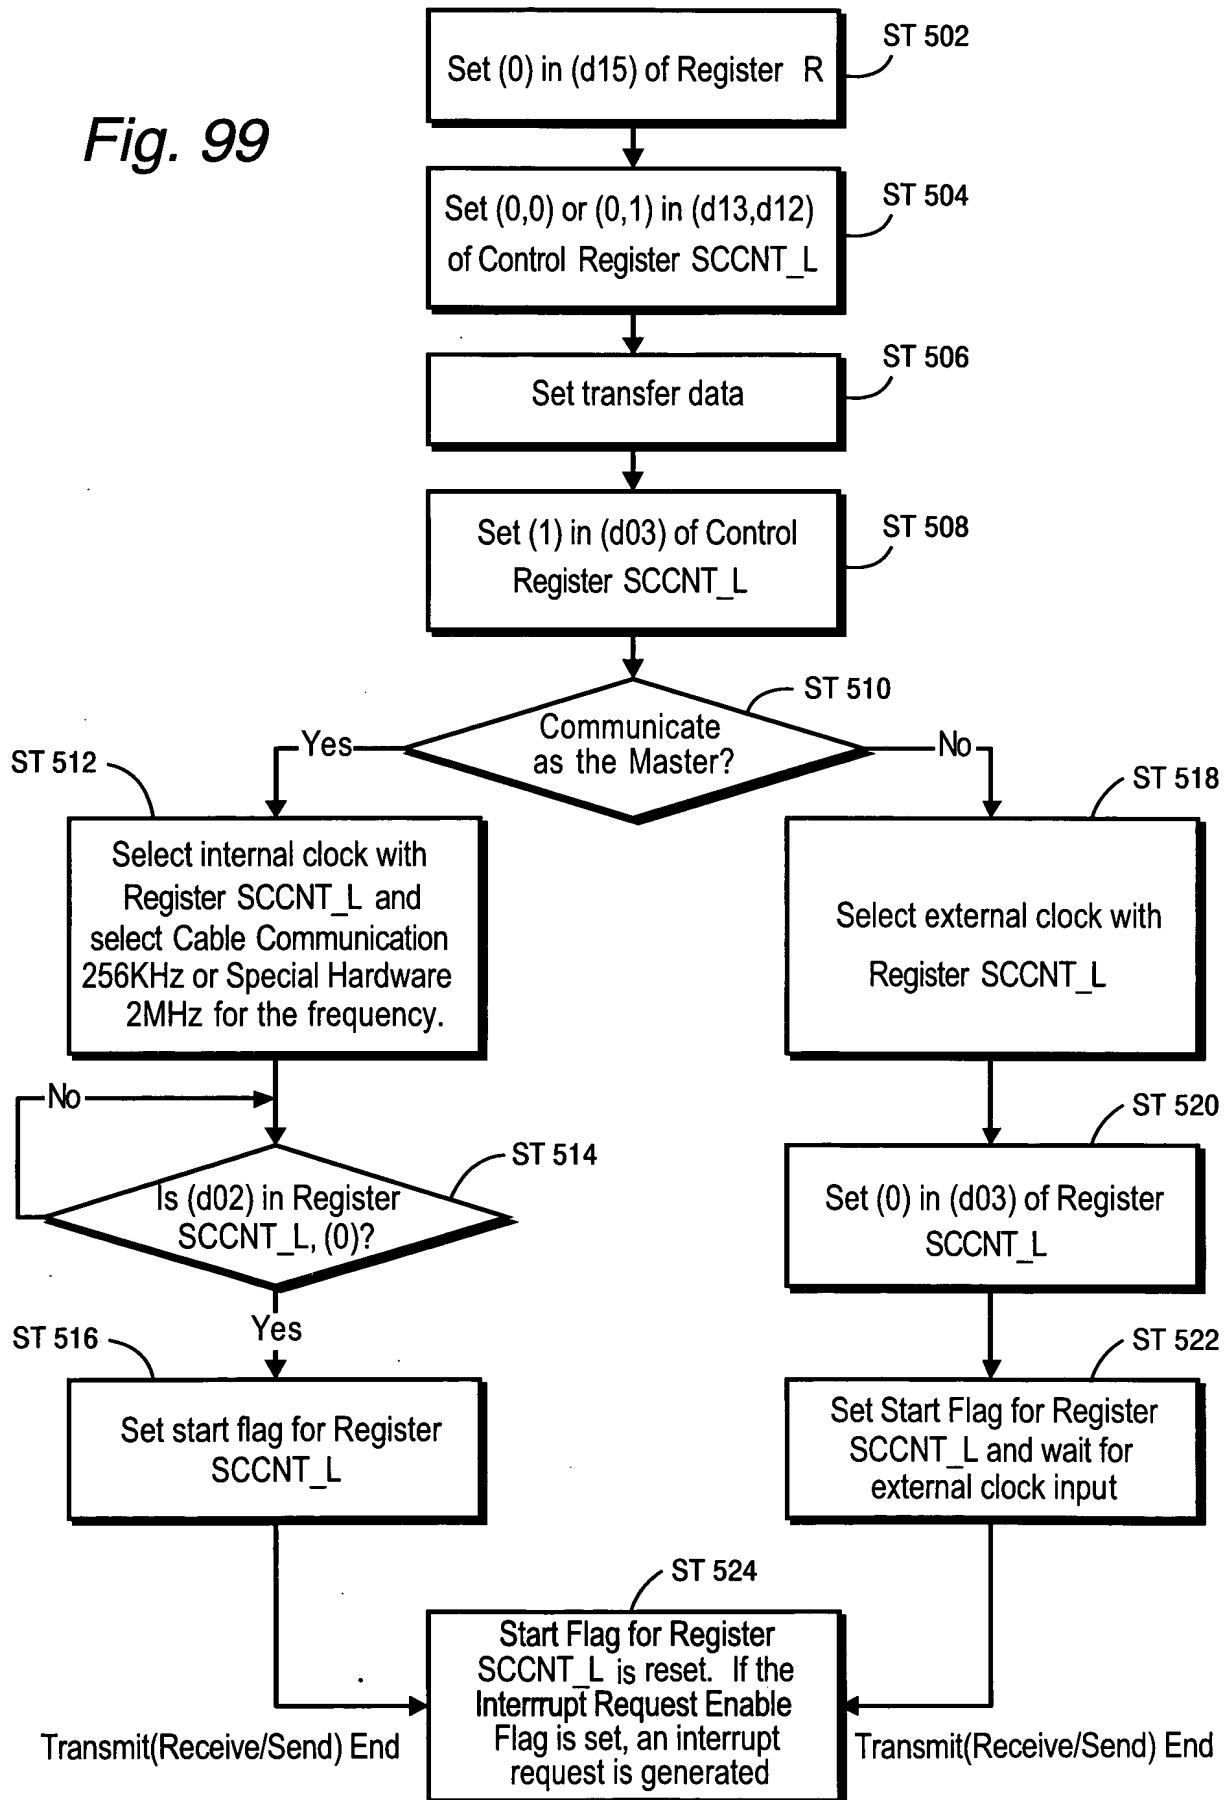 Fig. 99
Set (0) in (d15) of Register R
ST 502
Set (0,0) or (0,1) in (d13,d12)
of Control Register SCCNT_L
ST 504
Set transfer data
ST 506
Set (1) in (d03) of Control
Register SCCNT_L
ST 508
Communicate
as the Master?
ST 510
Yes
No
ST 512
Select internal clock with
Register SCCNT_L and
select Cable Communication
256KHz or Special Hardware
2MHz for the frequency.
ST 518
Select external clock with
Register SCCNT_L
No
Is (d02) in Register
SCCNT_L, (0)?
ST 514
ST 520
Set (0) in (d03) of Register
SCCNT_L
Yes
ST 516
Set start flag for Register
SCCNT_L
ST 522
Set Start Flag for Register
SCCNT_L and wait for
external clock input
ST 524
Start Flag for Register
SCCNT_L is reset. If the
Interrrupt Request Enable
Flag is set, an interrupt
request is generated
Transmit(Receive/Send) End
Transmit(Receive/Send) End